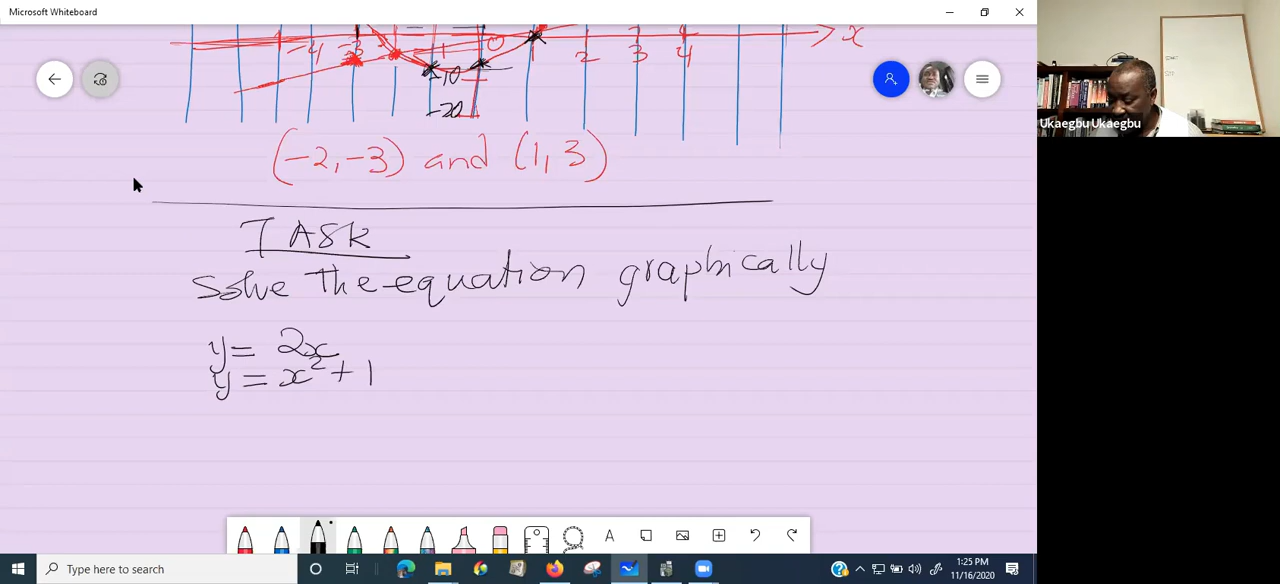 Microsoft Whiteboard
-4 -3 1 0 1 2 3 4 x
-10
-20
Ukaegbu Ukaegbu
(-2,-3) and (1, 3)
TASK
Solve the equation graphically
y = 2x
y = x² + 1
A
Type here to search
1:25 PM
11/16/2020